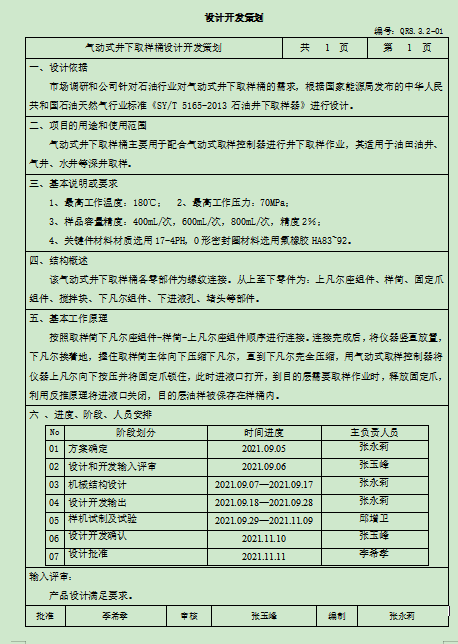 设计开发策划
编号：QRS.3.2-01
气动式井下取样桶设计开发策划 共 1 页 第 1 页
一、设计依据
市场调研和公司针对石油行业对气动式井下取样桶的需求，根据国家能源局发布的中华人民
共和国石油天然气行业标准《SY/T 5165-2013 石油井下取样器》进行设计。
二、项目的用途和使用范围
气动式井下取样桶主要用于配合气动式取样控制器进行井下取样作业，其适用于油田油井、
气井、水井等深井取样。
三、基本说明或要求
1、最高工作温度：180℃； 2、最高工作压力：70MPa；
3、样品容量精度：400mL/次，600mL/次，800mL/次，精度2%；
4、关键件材料材质选用17-4PH，O形密封圈材料选用氟橡胶HA83~92。
四、结构概述
该气动式井下取样桶各零部件为螺纹连接。从上至下零件为：上凡尔座组件、样筒、固定爪
组件、搅拌块、下凡尔组件、下进液孔、堵头等部件。
五、基本工作原理
按照取样筒下凡尔座组件-样筒-上凡尔座组件顺序进行连接。连接完成后，将仪器竖直放置，
下凡尔挨着地，握住取样筒主体向下压缩下凡尔，直到下凡尔完全压缩，用气动式取样控制器将
仪器上凡尔向下按压并将固定爪锁住，此时进液口打开，到目的层需要取样作业时，释放固定爪，
利用反推原理将进液口关闭，目的层油样被保存在样桶内。
六 、进度、阶段、人员安排
No 阶段划分 时间进度 主负责人员
01 方案确定 2021.09.05 张永莉
02 设计和开发输入评审 2021.09.06 张玉峰
03 机械结构设计 2021.09.07—2021.09.17 张永莉
04 设计开发输出 2021.09.18—2021.09.28 张永莉
05 样机试制及试验 2021.09.29—2021.11.09 邱增卫
06 设计开发确认 2021.11.10 张玉峰
07 设计批准 2021.11.11 李希孝
输入评审：
产品设计满足要求。
批准 李希孝 审核 张玉峰 编制 张永莉